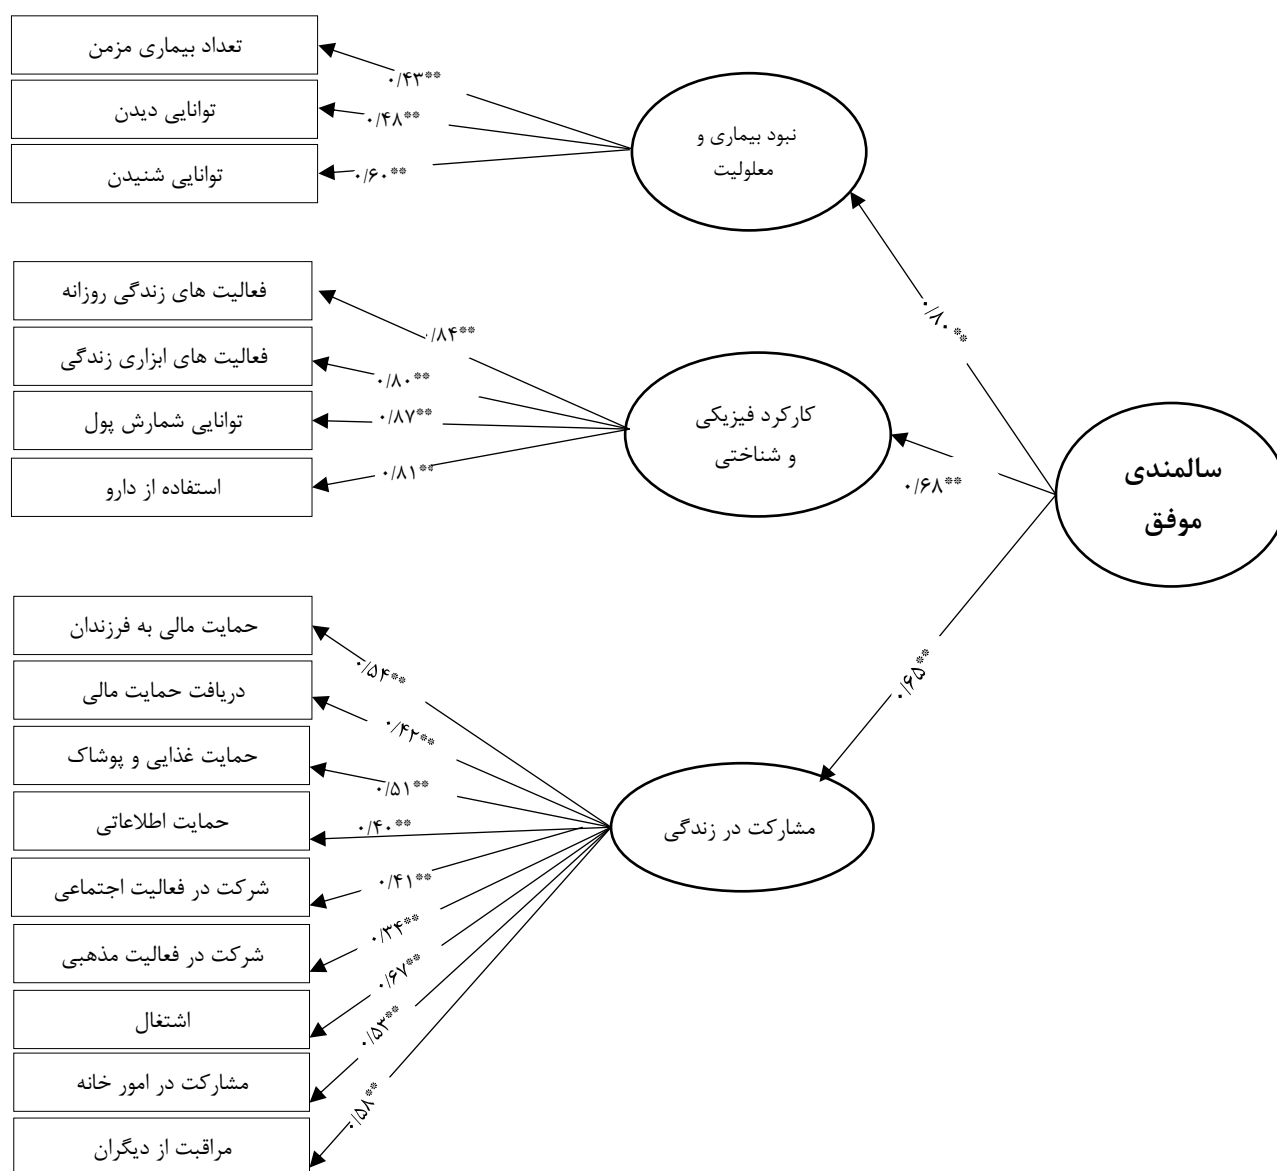 تعداد بیماری مزمن
۰/۴۳**
توانایی دیدن
۰/۴۸**
توانایی شنیدن
۰/۶۰**
نبود بیماری و
معلولیت
۰/۸۰**
فعالیت های زندگی روزانه
۰/۸۴**
فعالیت های ابزاری زندگی
۰/۸۰**
توانایی شمارش پول
۰/۸۷**
استفاده از دارو
۰/۸۱**
کارکرد فیزیکی
و شناختی
۰/۶۸**
سالمندی
موفق
حمایت مالی به فرزندان
۰/۵۴**
دریافت حمایت مالی
۰/۴۲**
حمایت غذایی و پوشاک
۰/۵۱**
حمایت اطلاعاتی
۰/۴۰**
شرکت در فعالیت اجتماعی
۰/۴۱**
شرکت در فعالیت مذهبی
۰/۳۴**
اشتغال
۰/۶۷**
مشارکت در امور خانه
۰/۵۳**
مراقبت از دیگران
۰/۵۸**
مشارکت در زندگی
۰/۶۵**